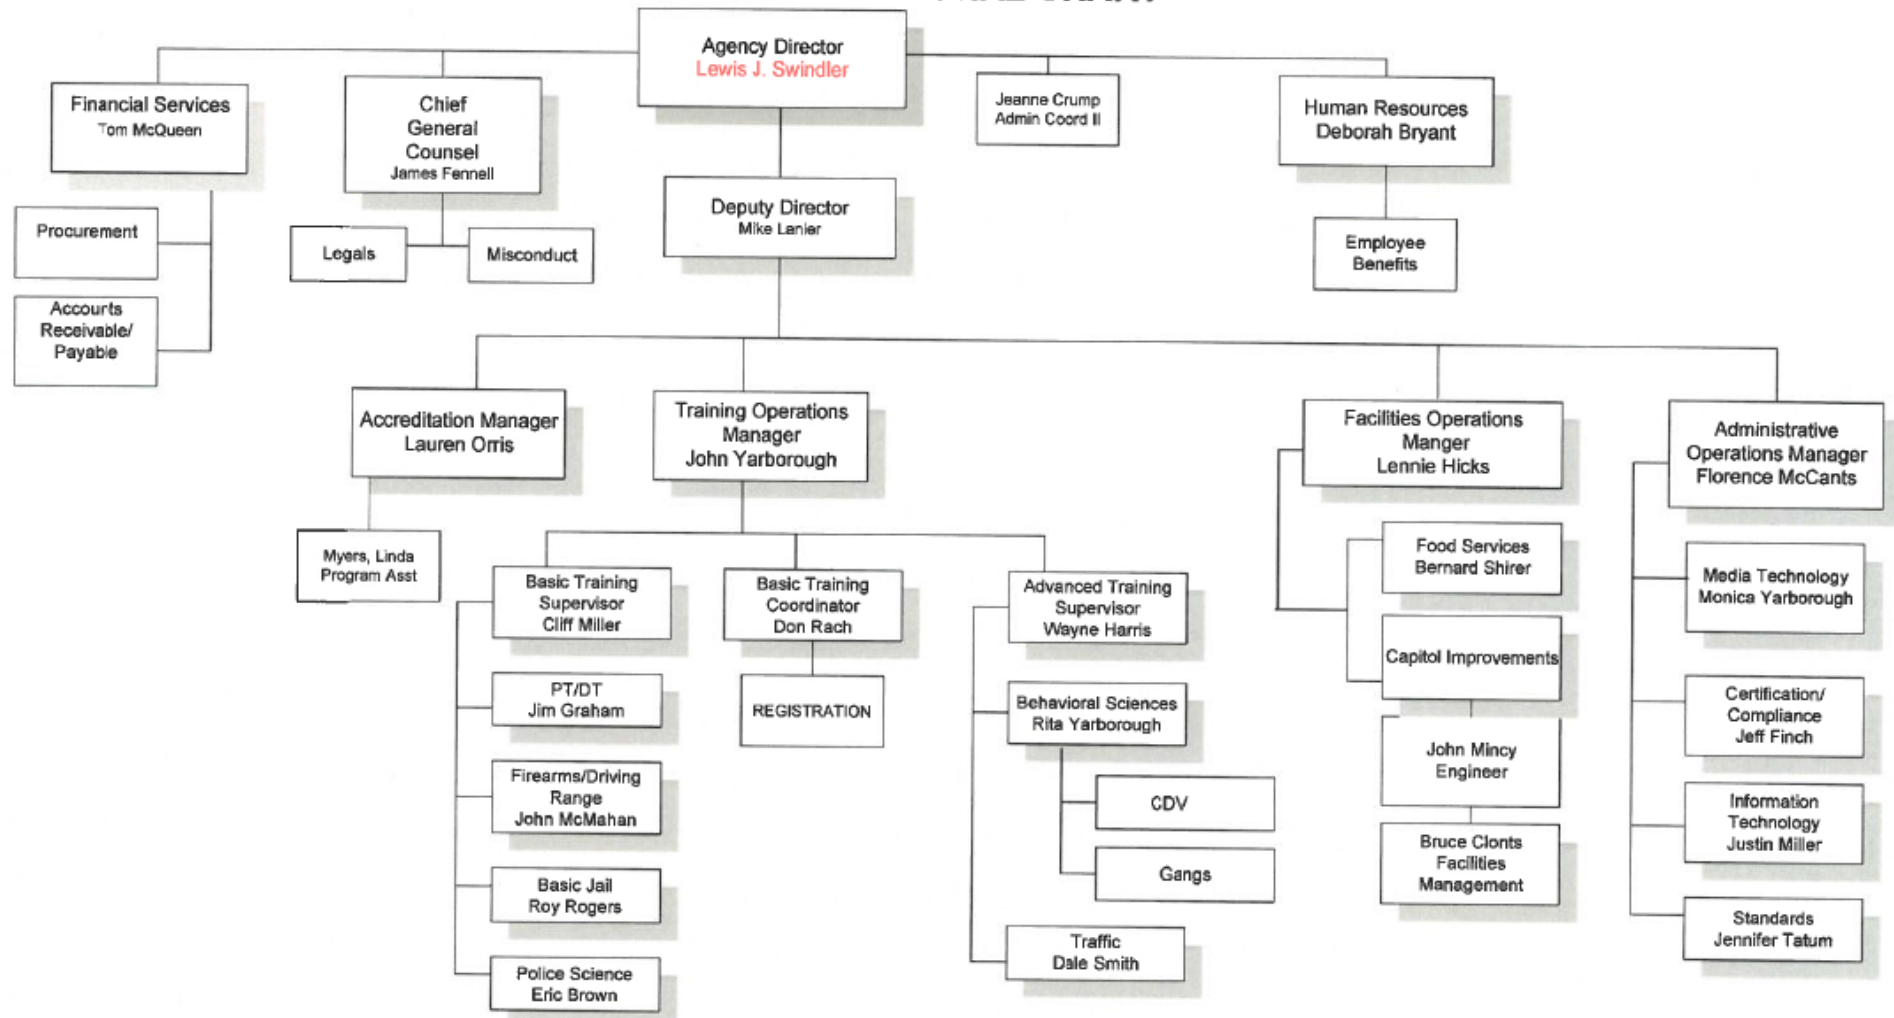 Agency Director
Lewis J. Swindler
Financial Services
Tom McQueen
Chief
General
Counsel
James Fennell
Jeanne Crump
Admin Coord II
Human Resources
Deborah Bryant
Procurement
Accounts
Receivable/
Payable
Legals
Misconduct
Deputy Director
Mike Lanier
Employee
Benefits
Accreditation Manager
Lauren Orris
Training Operations
Manager
John Yarborough
Facilities Operations
Manger
Lennie Hicks
Administrative
Operations Manager
Florence McCants
Myers, Linda
Program Asst
Basic Training
Supervisor
Cliff Miller
PT/DT
Jim Graham
Firearms/Driving
Range
John McMahan
Basic Jail
Roy Rogers
Police Science
Eric Brown
Basic Training
Coordinator
Don Rach
REGISTRATION
Advanced Training
Supervisor
Wayne Harris
Behavioral Sciences
Rita Yarborough
CDV
Gangs
Traffic
Dale Smith
Food Services
Bernard Shirer
Capitol Improvements
John Mincy
Engineer
Bruce Clonts
Facilities
Management
Media Technology
Monica Yarborough
Certification/
Compliance
Jeff Finch
Information
Technology
Justin Miller
Standards
Jennifer Tatum